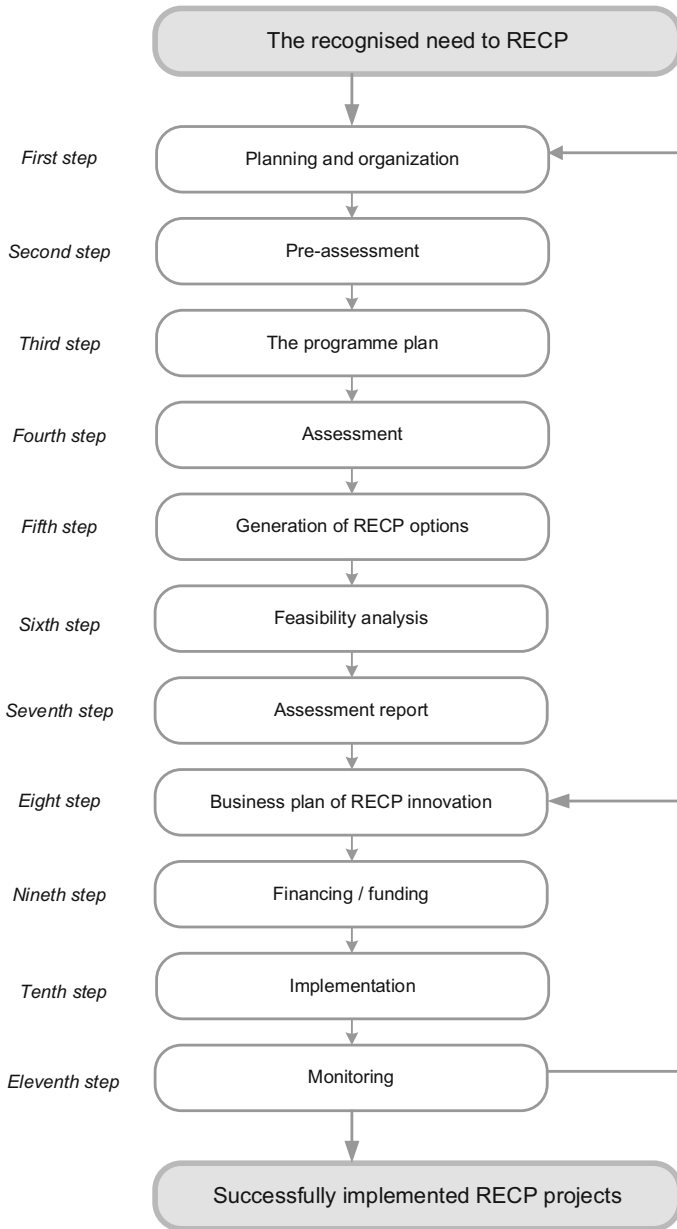 The recognised need to RECP
First step
Planning and organization
Second step
Pre-assessment
Third step
The programme plan
Fourth step
Assessment
Fifth step
Generation of RECP options
Sixth step
Feasibility analysis
Seventh step
Assessment report
Eight step
Business plan of RECP innovation
Nineth step
Financing / funding
Tenth step
Implementation
Eleventh step
Monitoring
Successfully implemented RECP projects